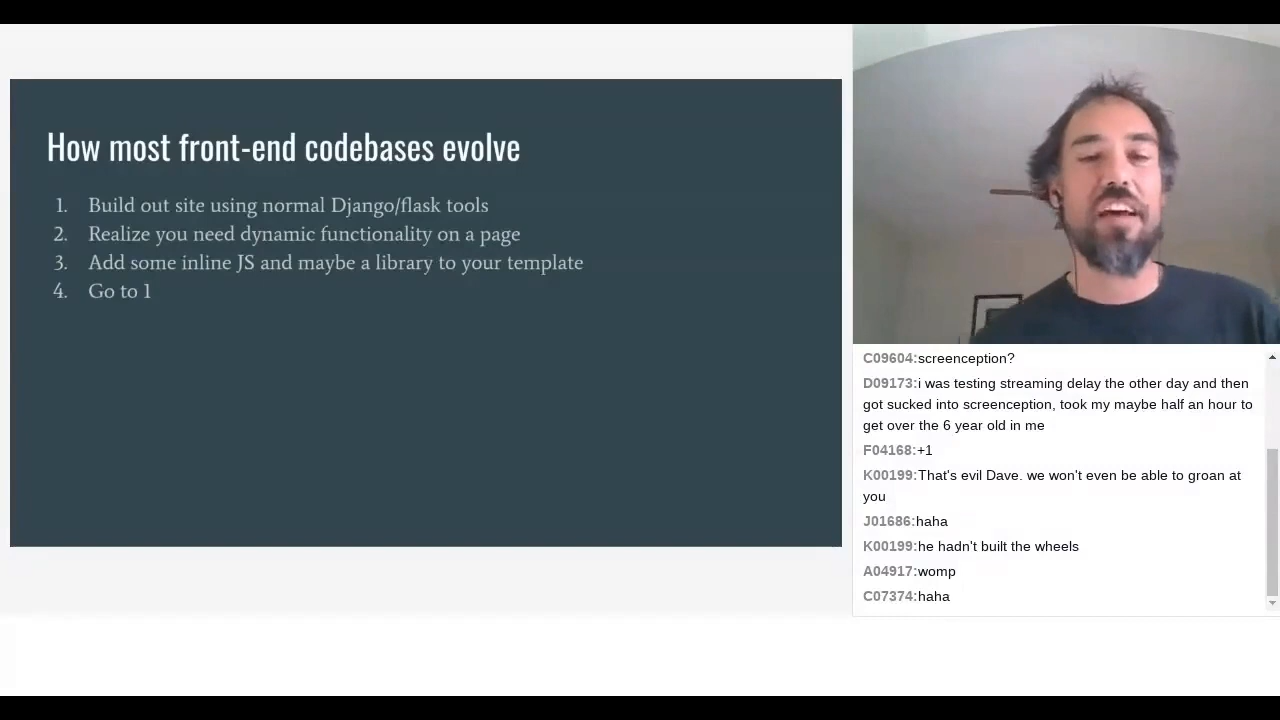 How most front-end codebases evolve
1. Build out site using normal Django/flask tools
2. Realize you need dynamic functionality on a page
3. Add some inline JS and maybe a library to your template
4. Go to 1
C09604:screenception?
D09173:i was testing streaming delay the other day and then
got sucked into screenception, took my maybe half an hour to
get over the 6 year old in me
F04168:+1
K00199:That's evil Dave. we won't even be able to groan at
you
J01686:haha
K00199:he hadn't built the wheels
A04917:womp
C07374:haha